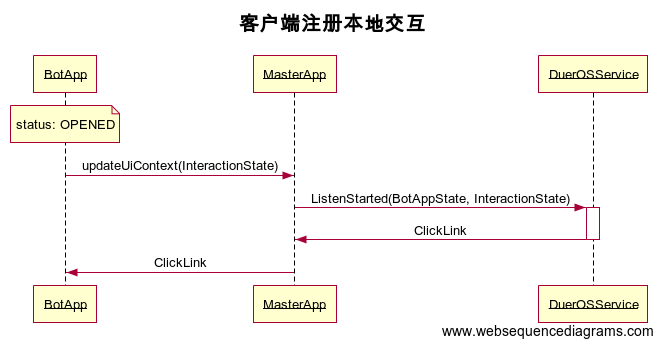 客户端注册本地交互
BotApp MasterApp DuerOSService
status: OPENED
updateUiContext(InteractionState)
ListenStarted(BotAppState, InteractionState)
ClickLink
ClickLink
BotApp MasterApp DuerOSService
www.websequencediagrams.com